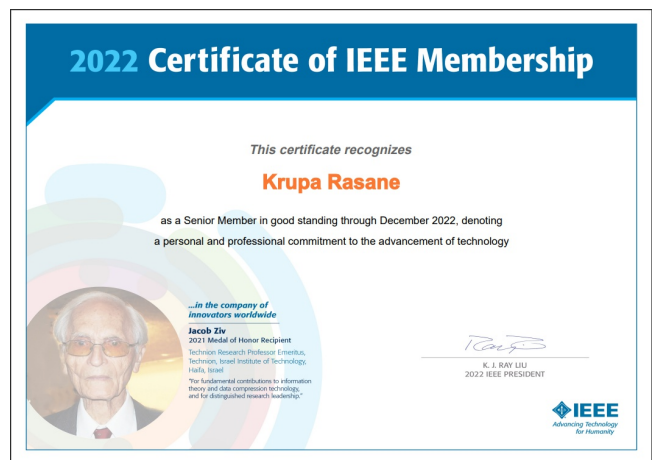 2022 Certificate of IEEE Membership
This certificate recognizes
Krupa Rasane
as a Senior Member in good standing through December 2022, denoting
a personal and professional commitment to the advancement of technology
...in the company of
innovators worldwide
Jacob Ziv
2021 Medal of Honor Recipient
Technion Research Professor Emeritus,
Technion, Israel Institute of Technology,
Haifa, Israel
"For fundamental contributions to information
theory and data compression technology,
and for distinguished research leadership."
K. J. RAY LIU
2022 IEEE PRESIDENT
IEEE
Advancing Technology
for Humanity